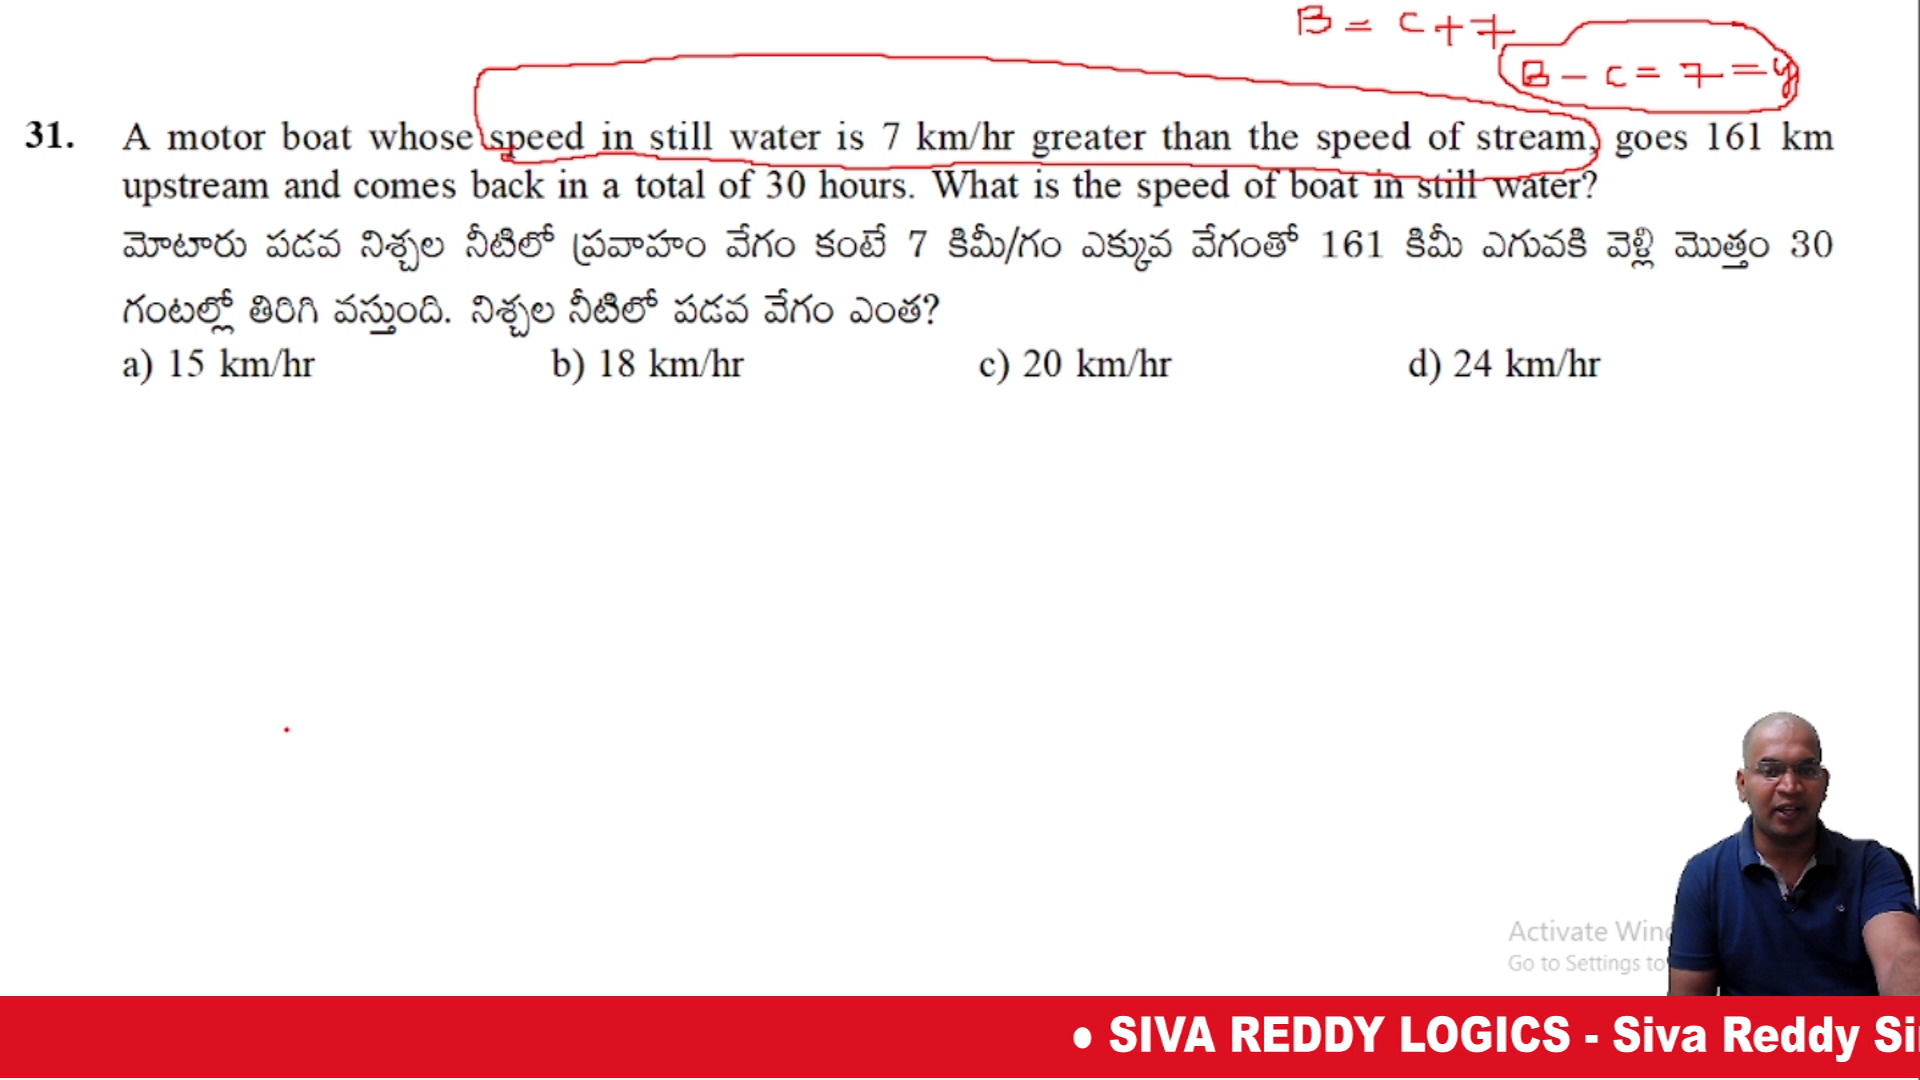 B = C + 7
B - C = 7 = y
31. A motor boat whose speed in still water is 7 km/hr greater than the speed of stream, goes 161 km
upstream and comes back in a total of 30 hours. What is the speed of boat in still water?
మోటారు పడవ నిశ్చల నీటిలో ప్రవాహం వేగం కంటే 7 కిమీ/గం ఎక్కువ వేగంతో 161 కిమీ ఎగువకి వెళ్లి మొత్తం 30
గంటల్లో తిరిగి వస్తుంది. నిశ్చల నీటిలో పడవ వేగం ఎంత?
a) 15 km/hr b) 18 km/hr c) 20 km/hr d) 24 km/hr
Activate Win
Go to Settings to
• SIVA REDDY LOGICS - Siva Reddy Si